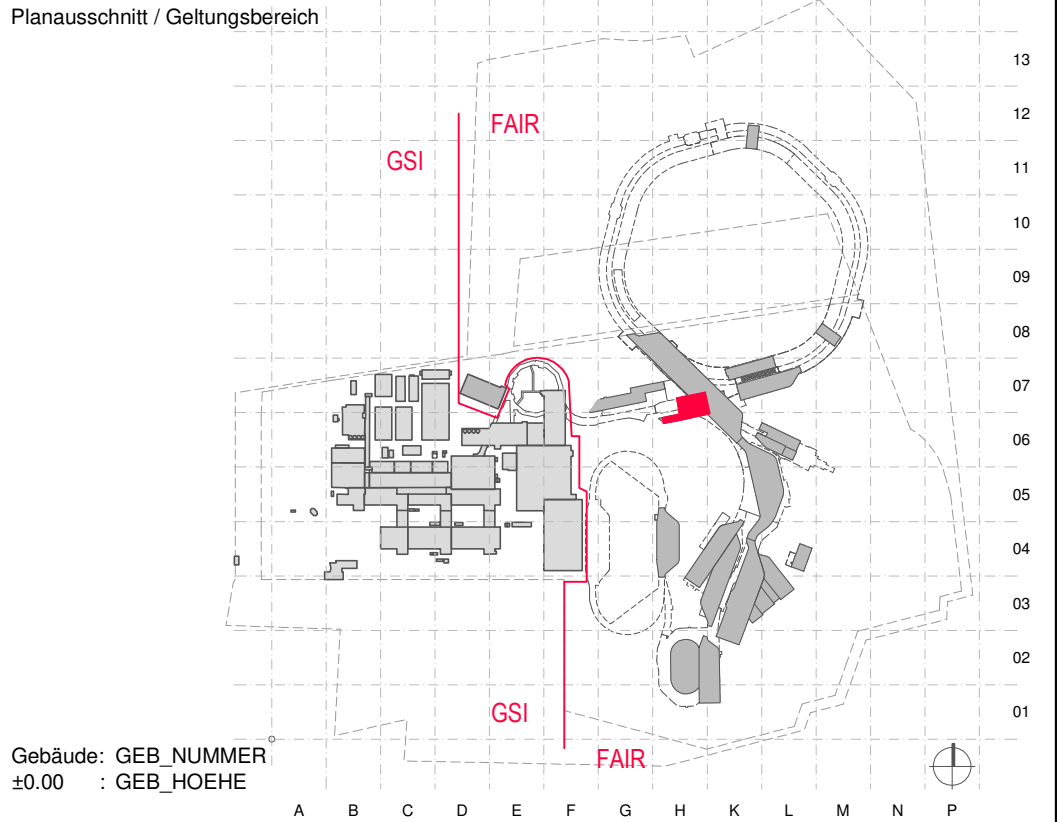 Planausschnitt / Geltungsbereich
13
FAIR
12
GSI
11
10
09
08
07
06
05
04
03
02
GSI
01
FAIR
Gebäude: GEB_NUMMER
±0.00 : GEB_HOEHE
A B C D E F G H K L M N P